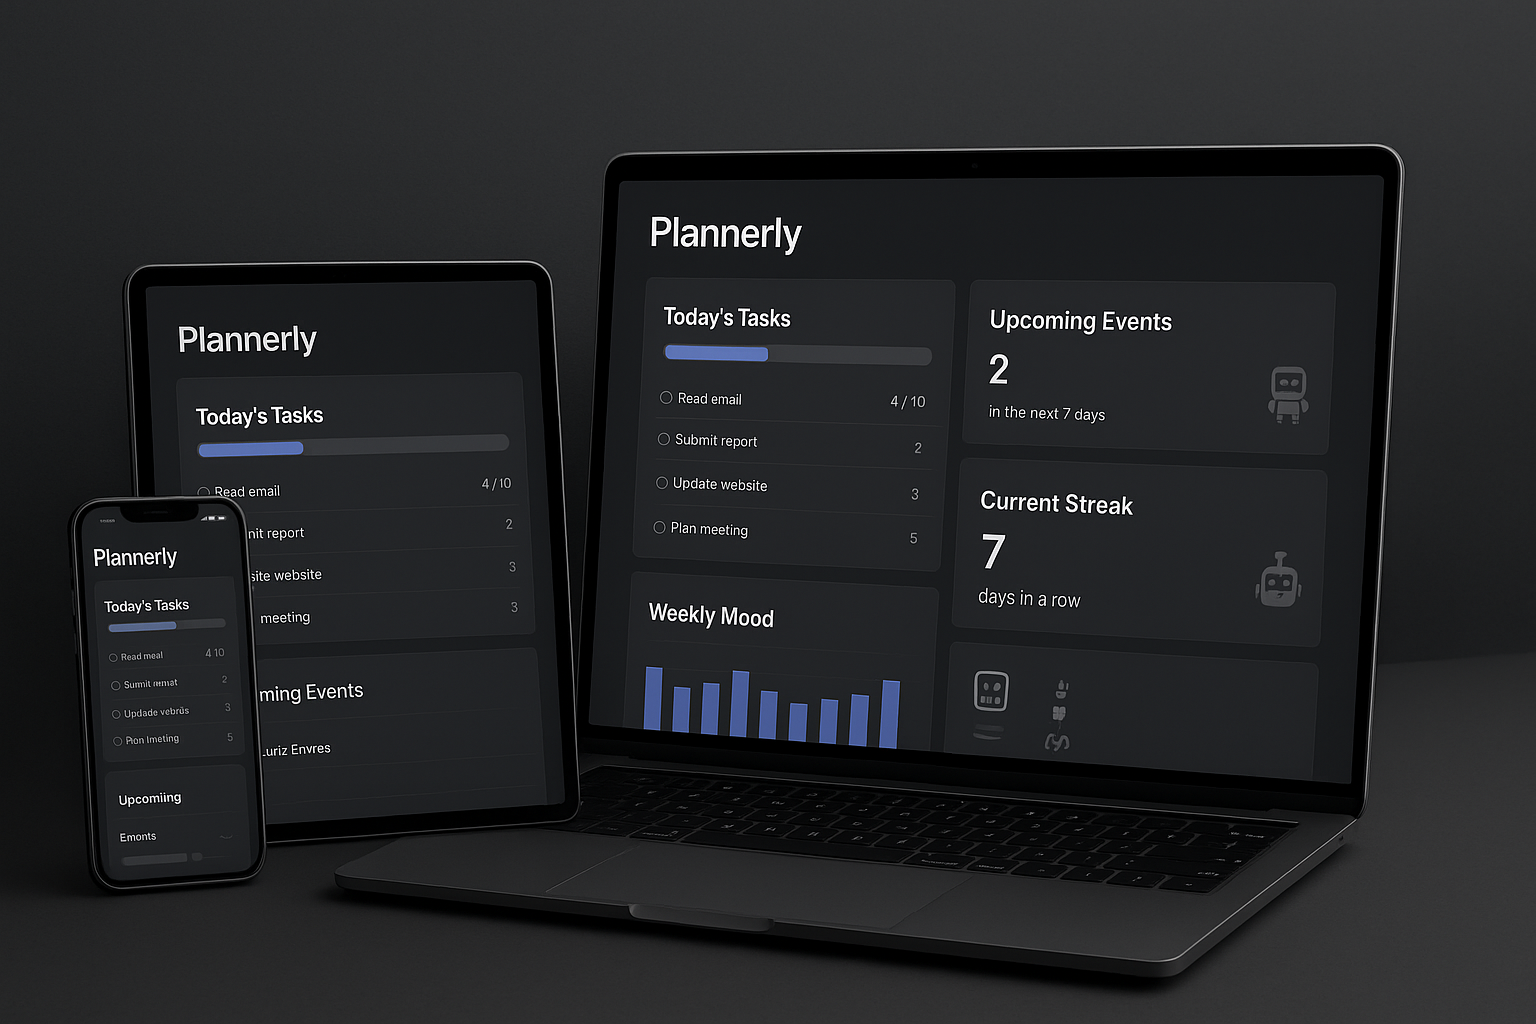 Plannerly
Today's Tasks
Read email 4 / 10
Submit report 2
Update website 3
Plan meeting 5
Weekly Mood
Upcoming Events
2
in the next 7 days
Current Streak
7
days in a row
Plannerly
Today's Tasks
Read email 4/10
nit report 2
site website 3
meeting 3
ming Events
uriz Envres
Plannerly
Today's Tasks
Read meal 4 10
2
Updade vebrüs 3
Pion Imeting 5
Upcomiing
Emonts